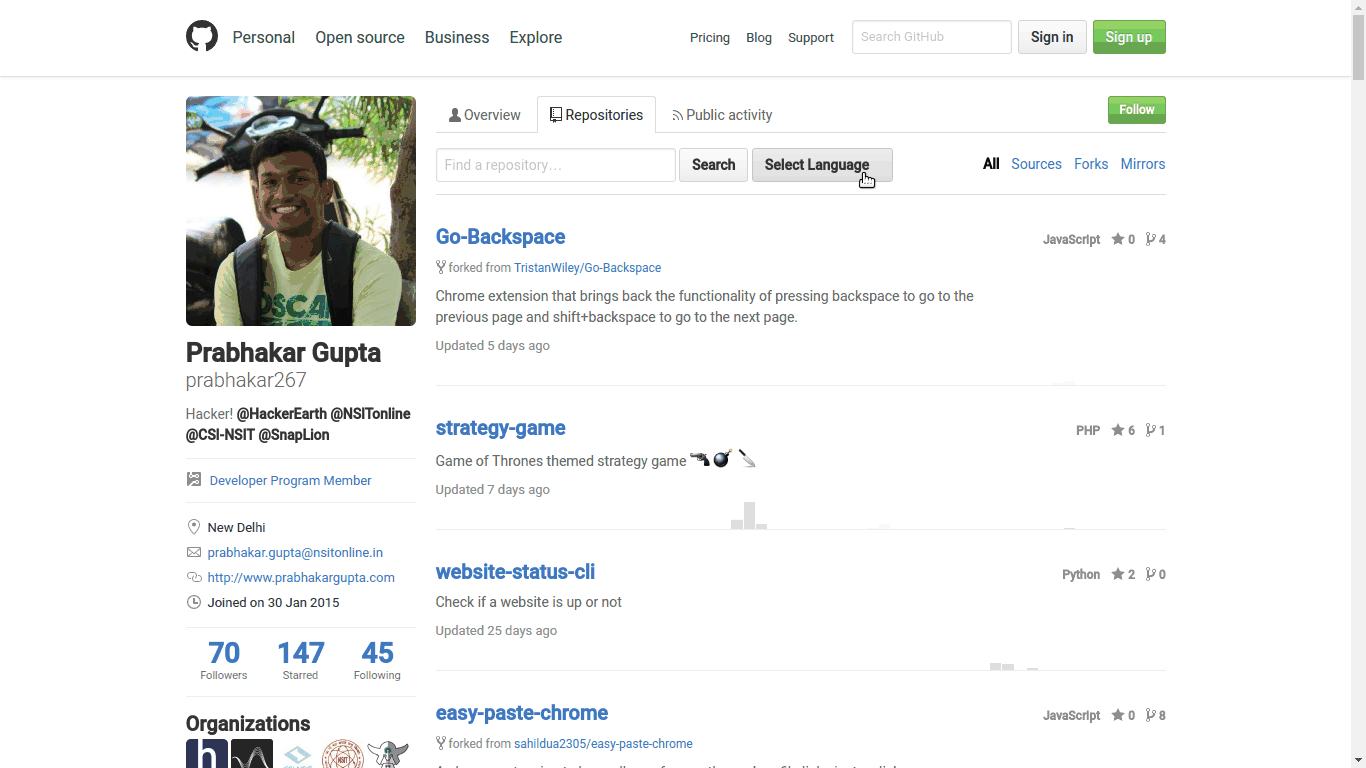 Personal Open source Business Explore Pricing Blog Support Search GitHub Sign in Sign up
Overview Repositories Public activity Follow
Find a repository… Search Select Language All Sources Forks Mirrors
OSCA
Prabhakar Gupta
prabhakar267
Hacker! @HackerEarth @NSITonline
@CSI-NSIT @SnapLion
Developer Program Member
New Delhi
prabhakar.gupta@nsitonline.in
http://www.prabhakargupta.com
Joined on 30 Jan 2015
70 147 45
Followers Starred Following
Organizations
h
NSIT
Go-Backspace JavaScript 0 4
forked from TristanWiley/Go-Backspace
Chrome extension that brings back the functionality of pressing backspace to go to the
previous page and shift+backspace to go to the next page.
Updated 5 days ago
strategy-game PHP 6 1
Game of Thrones themed strategy game
Updated 7 days ago
website-status-cli Python 2 0
Check if a website is up or not
Updated 25 days ago
easy-paste-chrome JavaScript 0 8
forked from sahildua2305/easy-paste-chrome